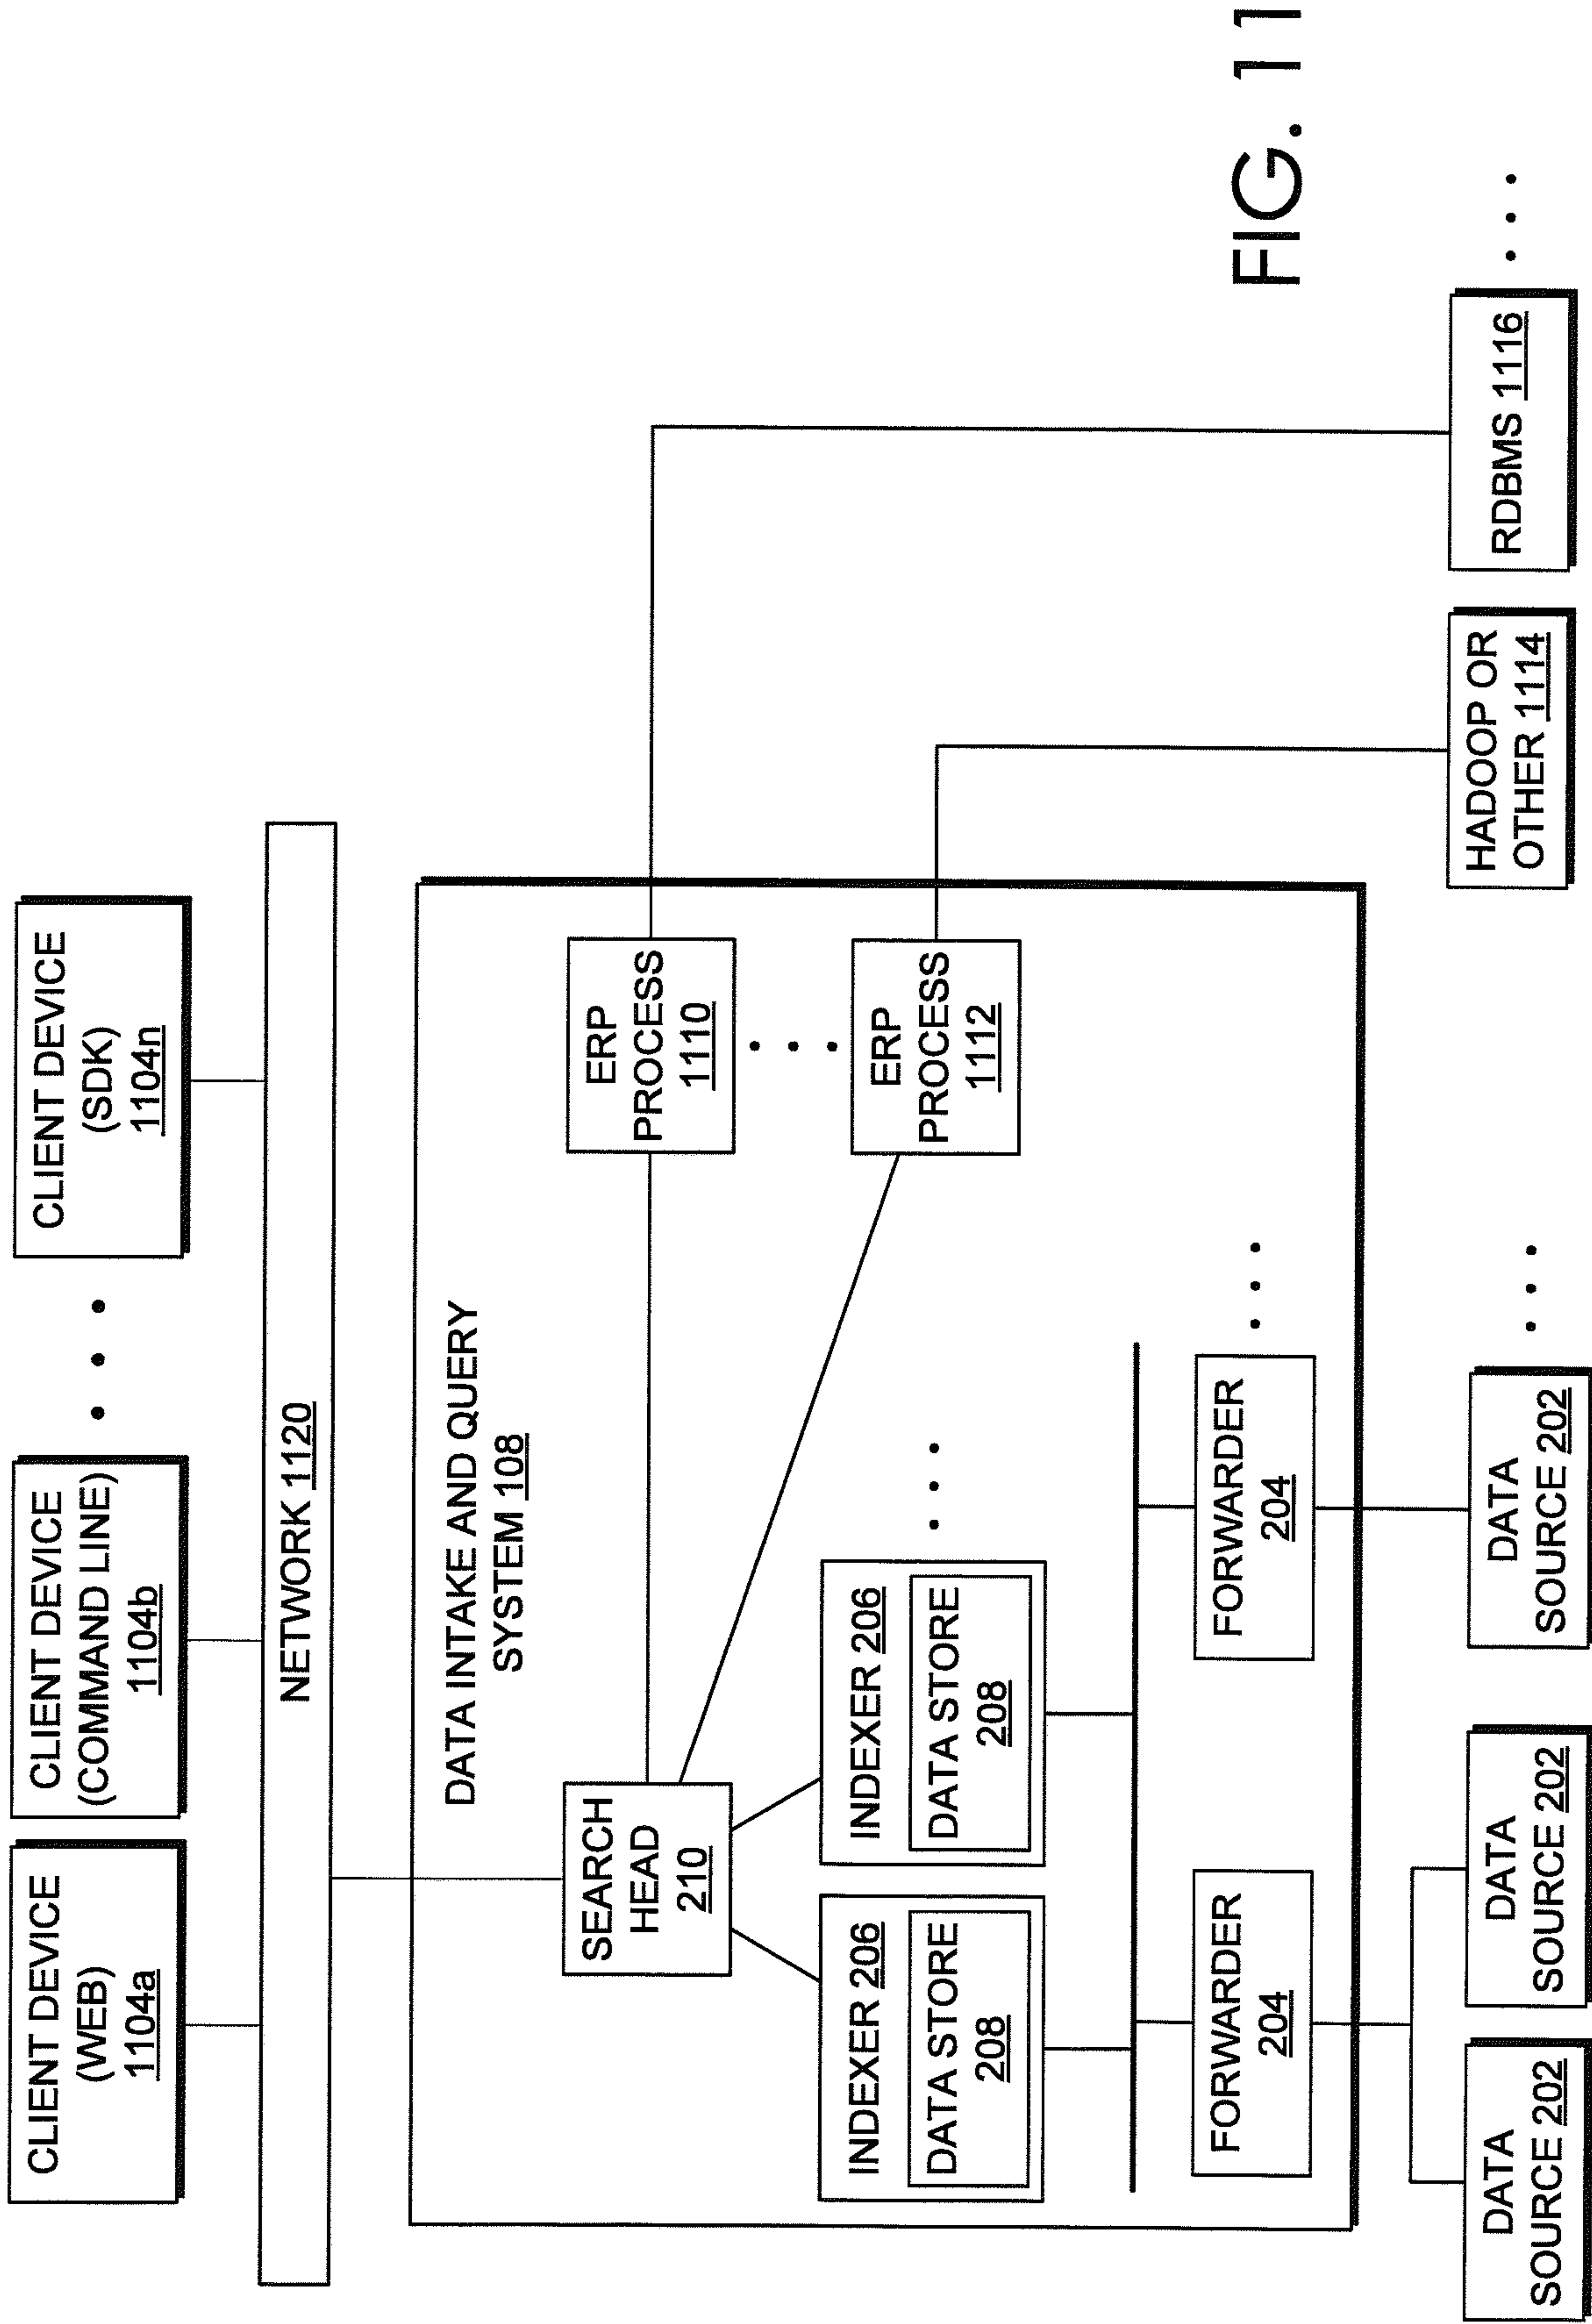 CLIENT DEVICE
(WEB)
1104a
CLIENT DEVICE
(COMMAND LINE)
1104b
CLIENT DEVICE
(SDK)
1104n
NETWORK 1120
DATA INTAKE AND QUERY
SYSTEM 108
SEARCH
HEAD
210
ERP
PROCESS
1110
ERP
PROCESS
1112
INDEXER 206
DATA STORE
208
INDEXER 206
DATA STORE
208
FORWARDER
204
FORWARDER
204
DATA
SOURCE 202
DATA
SOURCE 202
DATA
SOURCE 202
HADOOP OR
OTHER 1114
RDBMS 1116
FIG. 11